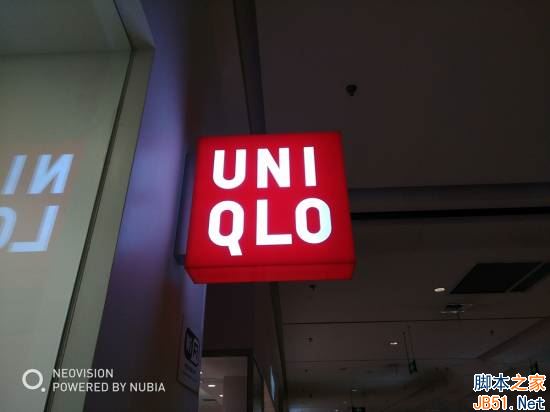 UNI
QLO
NEOVISION
POWERED BY NUBIA
脚本之家
JB51.Net